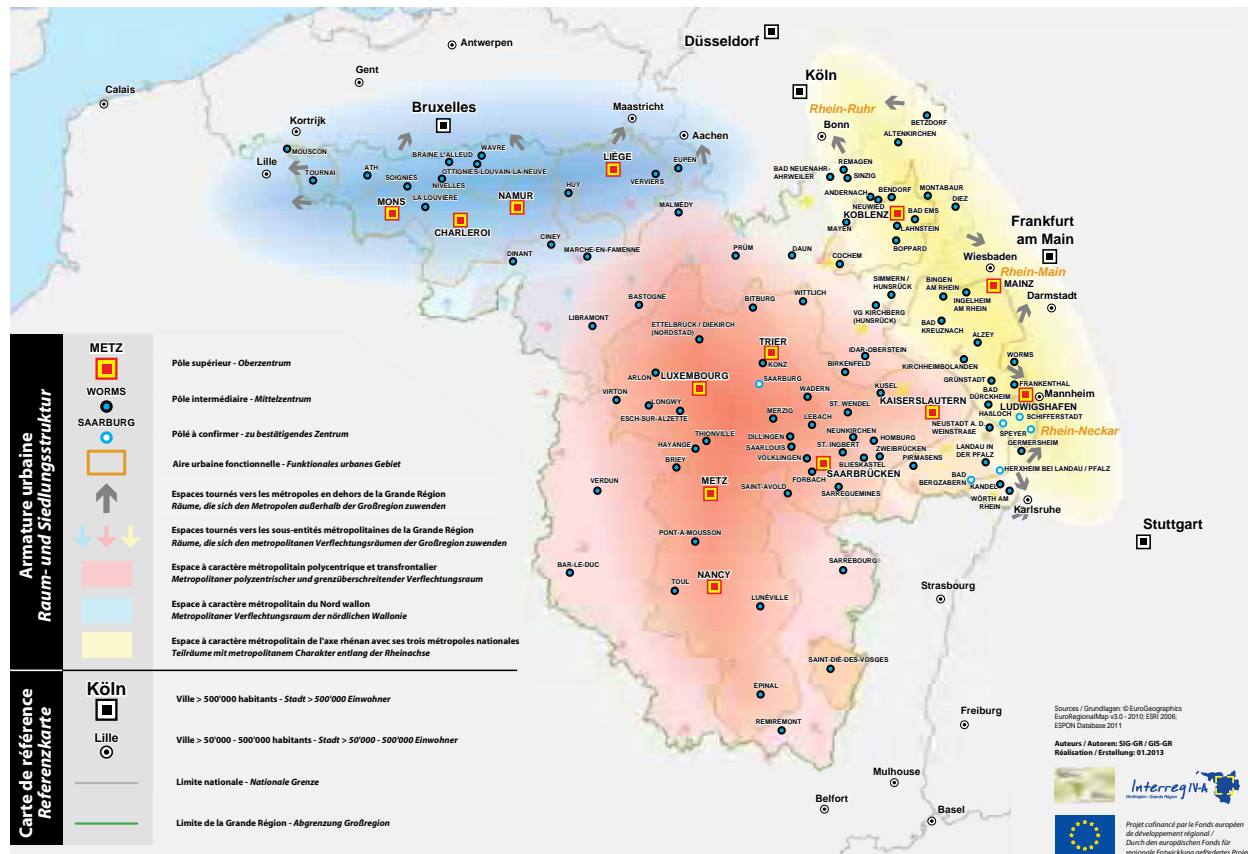 Düsseldorf
Antwerpen
Gent
Köln
Calais
Bruxelles
Maastricht
Rhein-Ruhr
Kortrijk
Bonn
BETZDORF
Aachen
ALTENKIRCHEN
MOUSCON
WAVRE
BRAINE L'ALLEUD
Lille
LIÈGE
EUPEN
REMAGEN
BAD NEUENAHR-
AHRWEILER
TOURNAI
ATH
SOIGNIES
OTTIGNIES-LOUVAIN-LA-NEUVE
VERVIERS
SINZIG
NIVELLES
HUY
ANDERNACH
BENDORF
MONTABAUR
LA LOUVIERE
NAMUR
MALMÉDY
NEUWIED
DIEZ
MONS
KOBLENZ
BAD EMS
CHARLEROI
MAYEN
LAHNSTEIN
Frankfurt
am Main
CINEY
BOPPARD
DINANT
MARCHE-EN-FAMENNE
PRÜM
DAUN
COCHEM
Wiesbaden
Rhein-Main
SIMMERN /
HUNSRÜCK
BINGEN
AM RHEIN
MAINZ
BASTOGNE
BITBURG
WITTLICH
INGELHEIM
AM RHEIN
Darmstadt
LIBRAMONT
ETTELBRÜCK / DIEKIRCH
(NORDSTAD)
VG KIRCHBERG
(HUNSRÜCK)
BAD
KREUZNACH
ALZEY
TRIER
IDAR-OBERSTEIN
WORMS
KONZ
BIRKENFELD
KIRCHHEIMBOLANDEN
ARLON
LUXEMBOURG
SAARBURG
GRÜNSTADT
FRANKENTHAL
VIRTON
WADERN
KUSEL
BAD
DÜRCKHEIM
Mannheim
LONGWY
KAISERSLAUTERN
LUDWIGSHAFEN
ESCH-SUR-ALZETTE
MERZIG
ST. WENDEL
HAßLOCH
SCHIFFERSTADT
LEBACH
NEUSTADT A. D.
WEINSTRAßE
SPEYER
Rhein-Neckar
THIONVILLE
DILLINGEN
NEUNKIRCHEN
HOMBURG
GERMERSHEIM
HAYANGE
SAARLOUIS
ST. INGBERT
ZWEIBRÜCKEN
LANDAU IN
DER PFALZ
BRIEY
VÖLKLINGEN
BLIESKASTEL
PIRMASENS
HERXHEIM BEI LANDAU / PFALZ
SAARBRÜCKEN
FORBACH
BAD
BERGZABERN
VERDUN
METZ
SAINT-AVOLD
SARREGUEMINES
KANDEL
WÖRTH AM
RHEIN
Karlsruhe
Stuttgart
PONT-A-MOUSSON
BAR-LE-DUC
SARREBOURG
TOUL
NANCY
Strasbourg
LUNÉVILLE
SAINT-DIÉ-DES-VOSGES
ÉPINAL
REMIREMONT
Freiburg
Mulhouse
Belfort
Basel
Armature urbaine
Raum- und Siedlungsstruktur
METZ
Pôle supérieur - Oberzentrum
WORMS
Pôle intermédiaire - Mittelzentrum
SAARBURG
Pôlé à confirmer - zu bestätigendes Zentrum
Aire urbaine fonctionnelle - Funktionales urbanes Gebiet
Espaces tournés vers les métropoles en dehors de la Grande Région
Räume, die sich den Metropolen außerhalb der Großregion zuwenden
Espaces tournés vers les sous-entités métropolitaines de la Grande Région
Räume, die sich den metropolitanen Verflechtungsräumen der Großregion zuwenden
Espace à caractère métropolitain polycentrique et transfrontalier
Metropolitaner polyzentrischer und grenzüberschreitender Verflechtungsraum
Espace à caractère métropolitain du Nord wallon
Metropolitaner Verflechtungsraum der nördlichen Wallonie
Espace à caractère métropolitain de l'axe rhénan avec ses trois métropoles nationales
Teilräume mit metropolitanem Charakter entlang der Rheinachse
Carte de référence
Referenzkarte
Köln
Ville > 500'000 habitants - Stadt > 500'000 Einwohner
Lille
Ville > 50'000 - 500'000 habitants - Stadt > 50'000 - 500'000 Einwohner
Limite nationale - Nationale Grenze
Limite de la Grande Région - Abgrenzung Großregion
Sources / Grundlagen: © EuroGeographics
EuroRegionalMap v3.0 - 2010; ESRI 2006;
ESPON Database 2011
Auteurs / Autoren: SIG-GR / GIS-GR
Réalisation / Erstellung: 01.2013
Interreg IV-A
Großregion - Grande Région
Projet cofinancé par le Fonds européen
de développement régional /
Durch den europäischen Fonds für
regionale Entwicklung gefördertes Proje